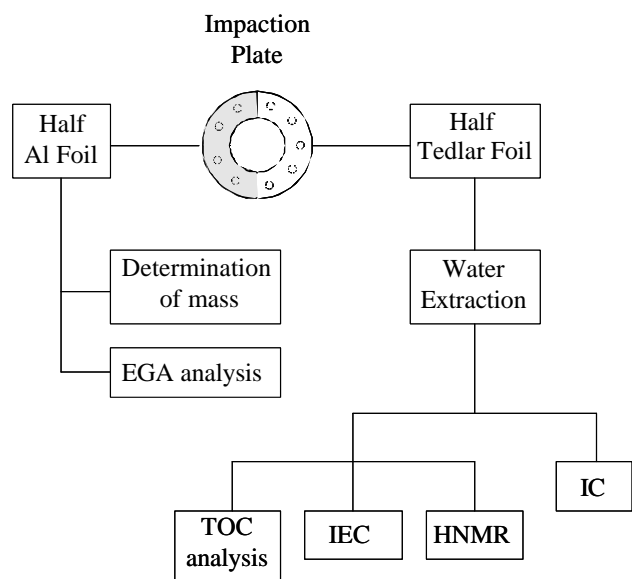 Impaction
Plate
Half
Al Foil
Half
Tedlar Foil
Determination
of mass
Water
Extraction
EGA analysis
IC
TOC
analysis
IEC
HNMR